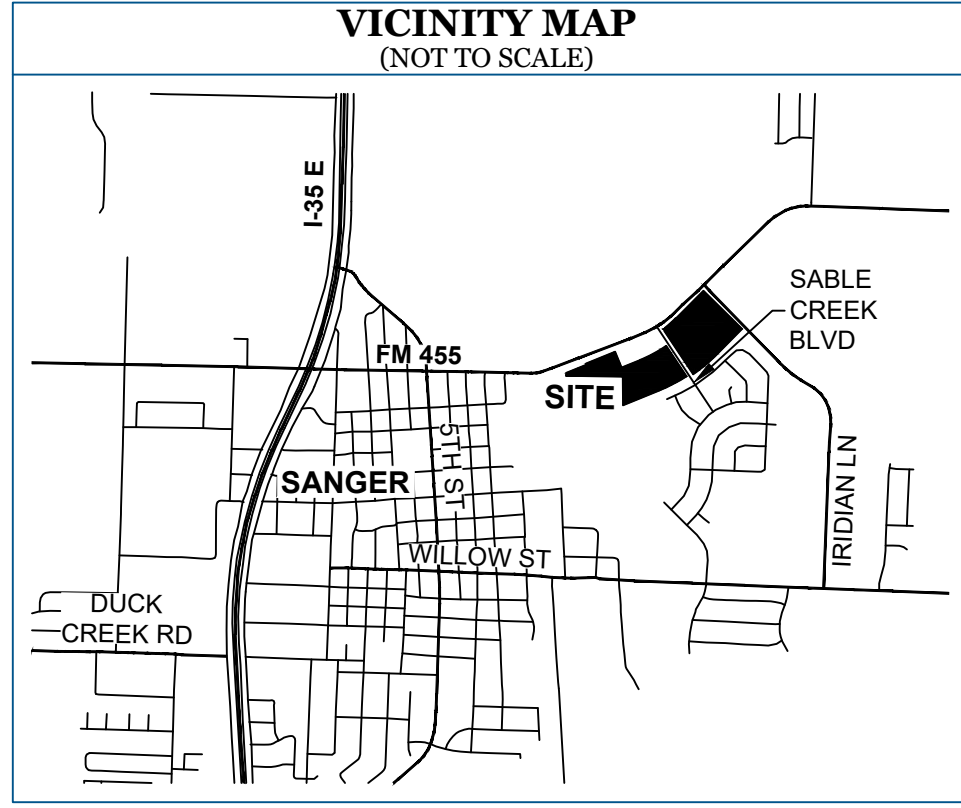 VICINITY MAP
(NOT TO SCALE)
I-35 E
SABLE
CREEK
BLVD
FM 455
SITE
5TH ST
SANGER
IRIDIAN LN
WILLOW ST
DUCK
CREEK RD